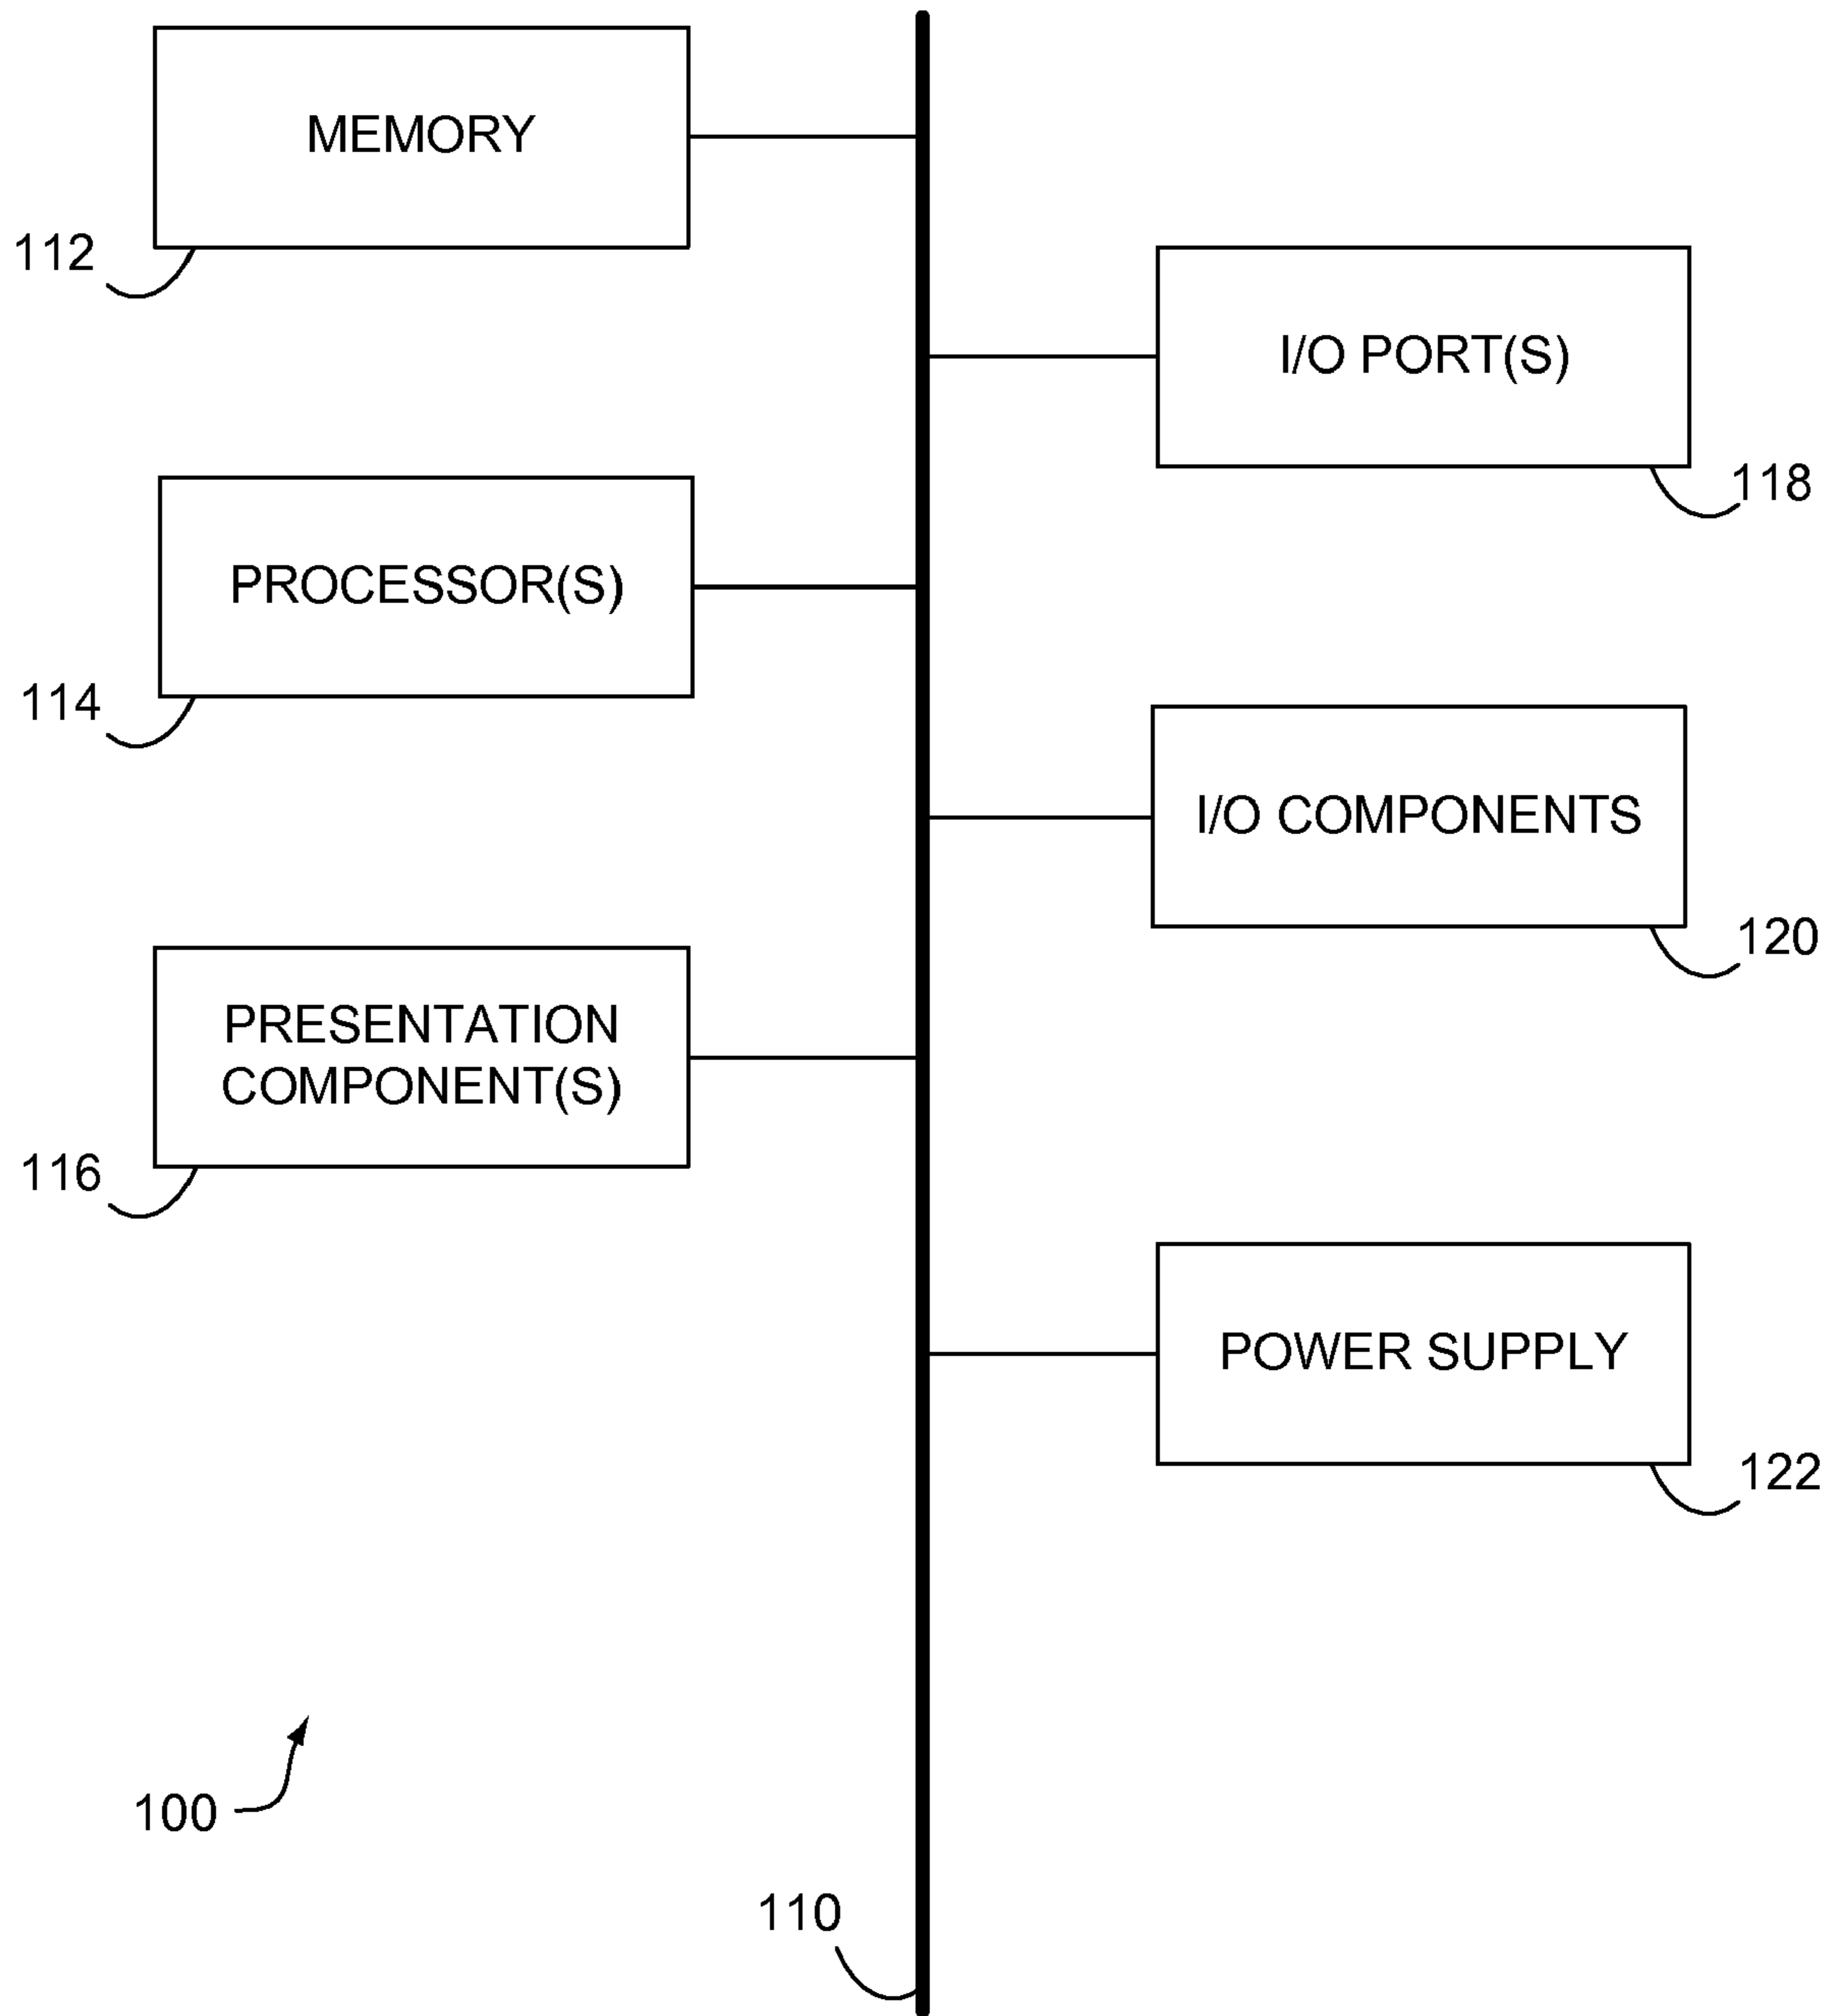 MEMORY
112
I/O PORT(S)
118
PROCESSOR(S)
114
I/O COMPONENTS
120
PRESENTATION
COMPONENT(S)
116
POWER SUPPLY
122
100
110